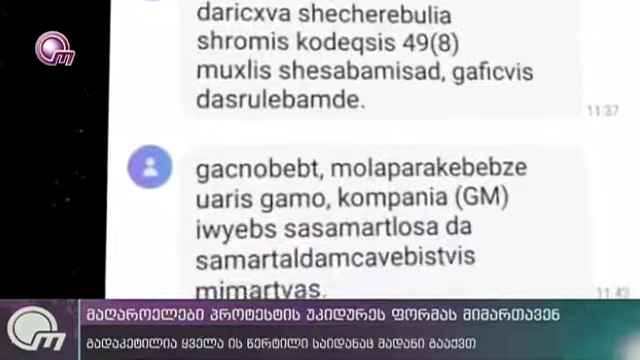 daricxva shecherebulia
shromis kodeqsis 49(8)
muxlis shesabamisad, gaficvis
dasrulebamde.
11:37
gacnobebt, molaparakebebze
uaris gamo, kompania (GM)
iwyebs sasamartlosa da
samartaldamcavebistvis
mimartvas.
11:42
მაღაროელები პროტესტის უკიდურეს ფორმას მიმართავენ
გადაკეტილია ყველა ის წერტილი საიდანაც მადანი გააქვთ